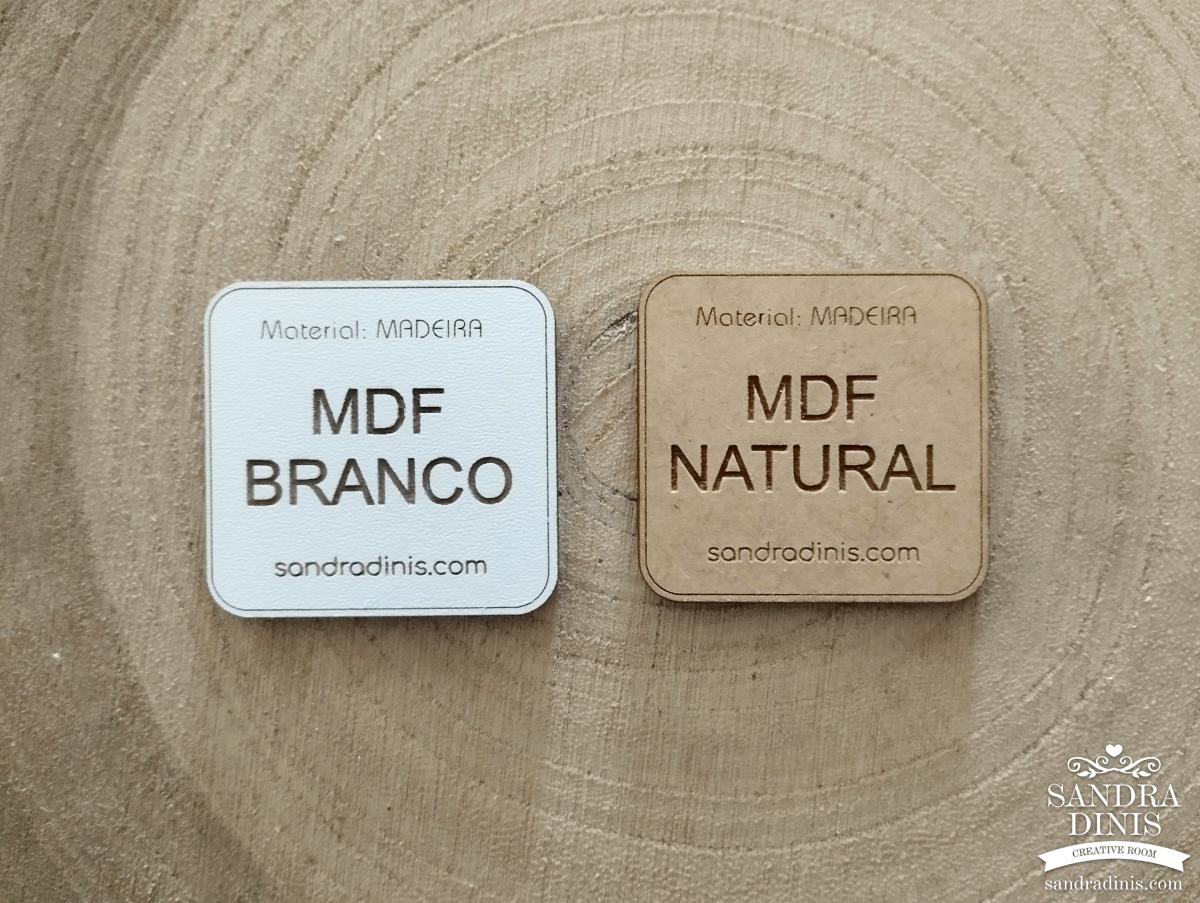 Material: MADEIRA
MDF
BRANCO
sandradinis.com
Material: MADEIRA
MDF
NATURAL
sandradinis.com
SANDRA
DINIS
CREATIVE ROOM
sandradinis.com